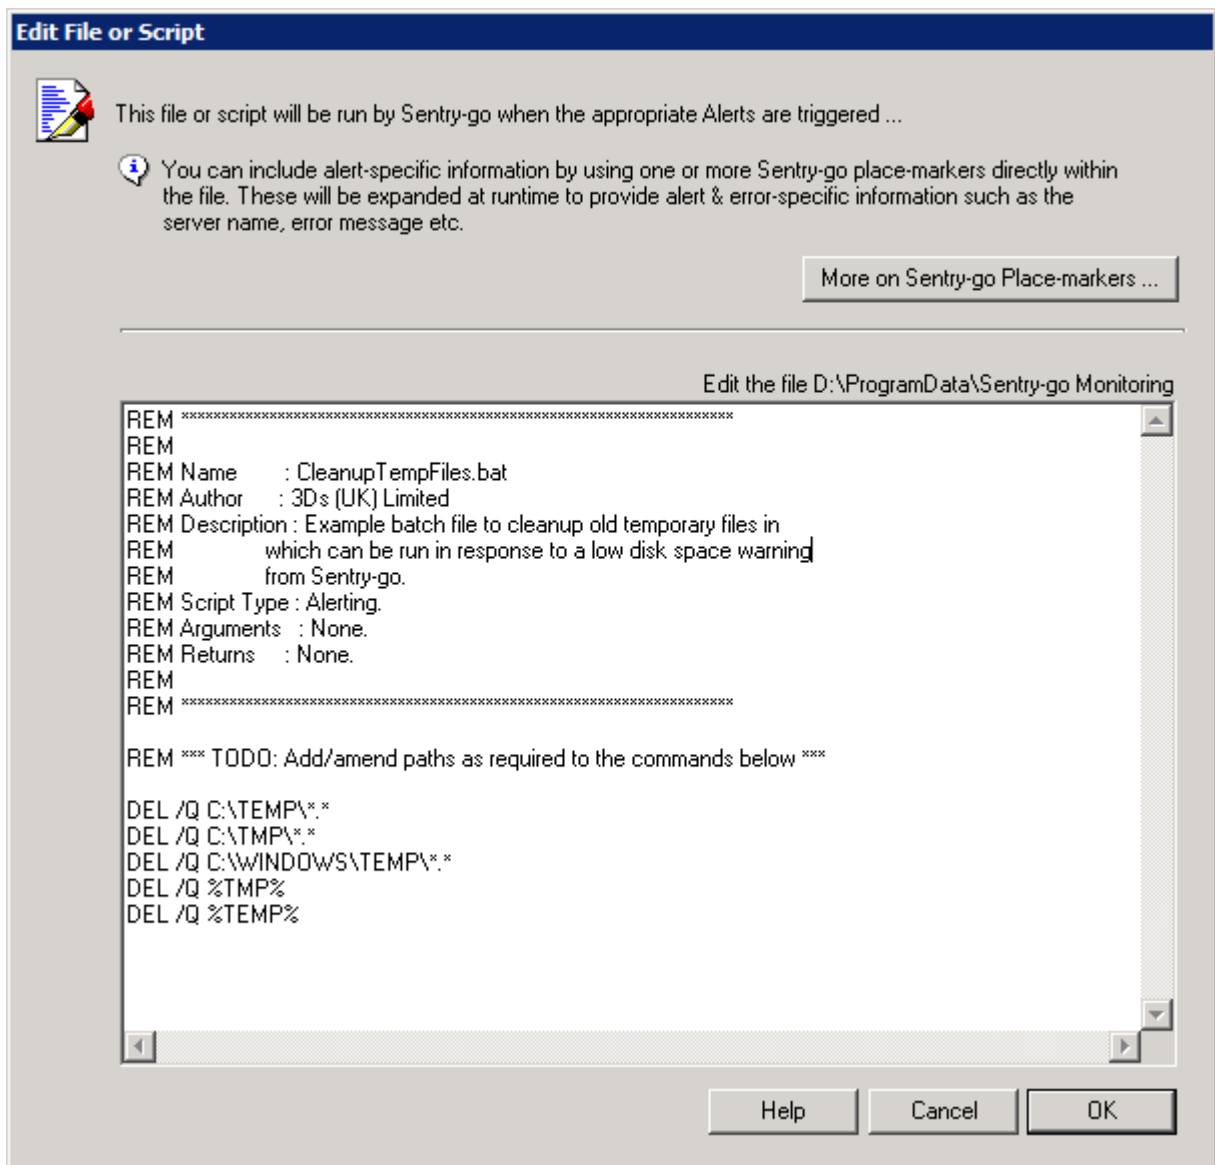 Edit File or Script
This file or script will be run by Sentry-go when the appropriate Alerts are triggered ...
You can include alert-specific information by using one or more Sentry-go place-markers directly within
the file. These will be expanded at runtime to provide alert & error-specific information such as the
server name, error message etc.
More on Sentry-go Place-markers ...
Edit the file D:\ProgramData\Sentry-go Monitoring
REM *********************************************************************
REM
REM Name : CleanupTempFiles.bat
REM Author : 3Ds (UK) Limited
REM Description : Example batch file to cleanup old temporary files in
REM which can be run in response to a low disk space warning
REM from Sentry-go.
REM Script Type : Alerting.
REM Arguments : None.
REM Returns : None.
REM
REM *********************************************************************
REM *** TODO: Add/amend paths as required to the commands below ***
DEL /Q C:\TEMP\*.*
DEL /Q C:\TMP\*.*
DEL /Q C:\WINDOWS\TEMP\*.*
DEL /Q %TMP%
DEL /Q %TEMP%
Help Cancel OK